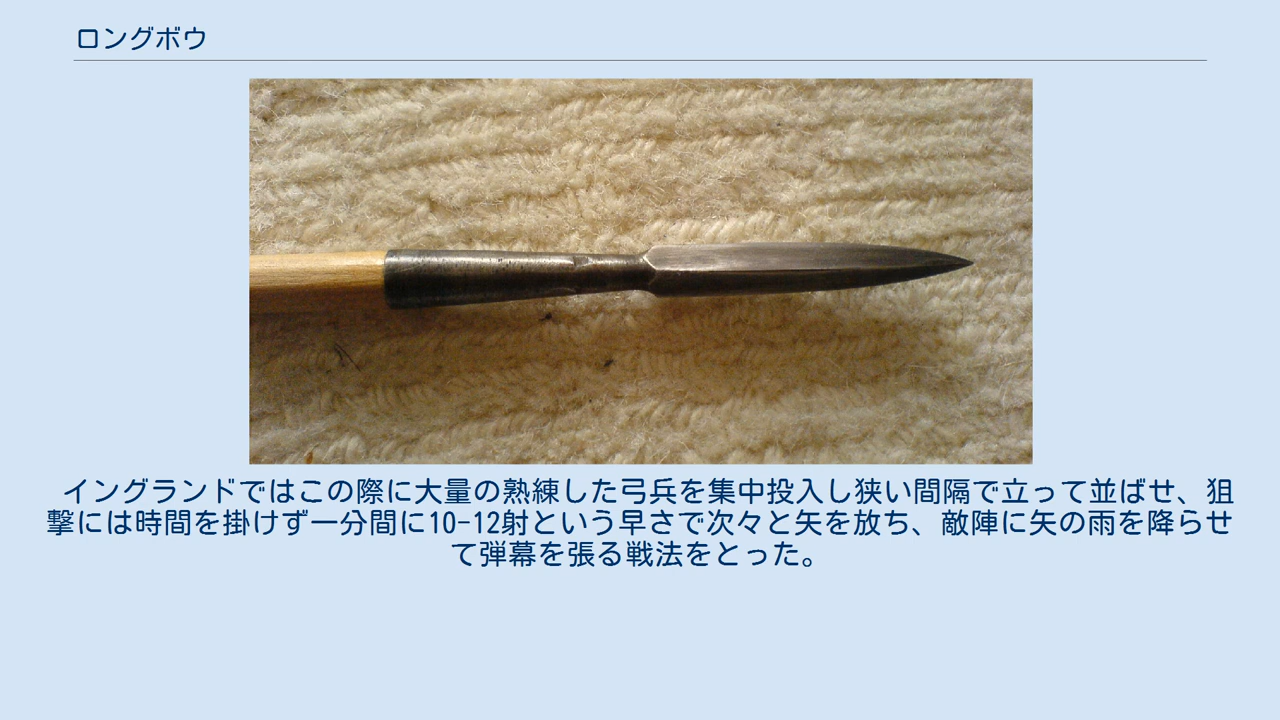 ロングボウ
イングランドではこの際に大量の熟練した弓兵を集中投入し狭い間隔で立って並ばせ、狙
撃には時間を掛けず一分間に10-12射という早さで次々と矢を放ち、敵陣に矢の雨を降らせ
て弾幕を張る戦法をとった。